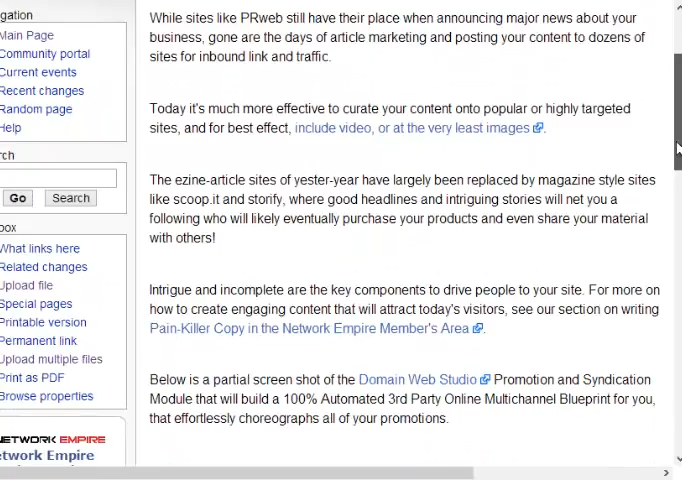 gation
Main Page
Community portal
Current events
Recent changes
Random page
Help
rch
Go Search
box
What links here
Related changes
Upload file
Special pages
Printable version
Permanent link
Upload multiple files
Print as PDF
Browse properties
NETWORK EMPIRE
etwork Empire
While sites like PRweb still have their place when announcing major news about your
business, gone are the days of article marketing and posting your content to dozens of
sites for inbound link and traffic.
Today it's much more effective to curate your content onto popular or highly targeted
sites, and for best effect, include video, or at the very least images.
The ezine-article sites of yester-year have largely been replaced by magazine style sites
like scoop.it and storify, where good headlines and intriguing stories will net you a
following who will likely eventually purchase your products and even share your material
with others!
Intrigue and incomplete are the key components to drive people to your site. For more on
how to create engaging content that will attract today's visitors, see our section on writing
Pain-Killer Copy in the Network Empire Member's Area.
Below is a partial screen shot of the Domain Web Studio Promotion and Syndication
Module that will build a 100% Automated 3rd Party Online Multichannel Blueprint for you,
that effortlessly choreographs all of your promotions.